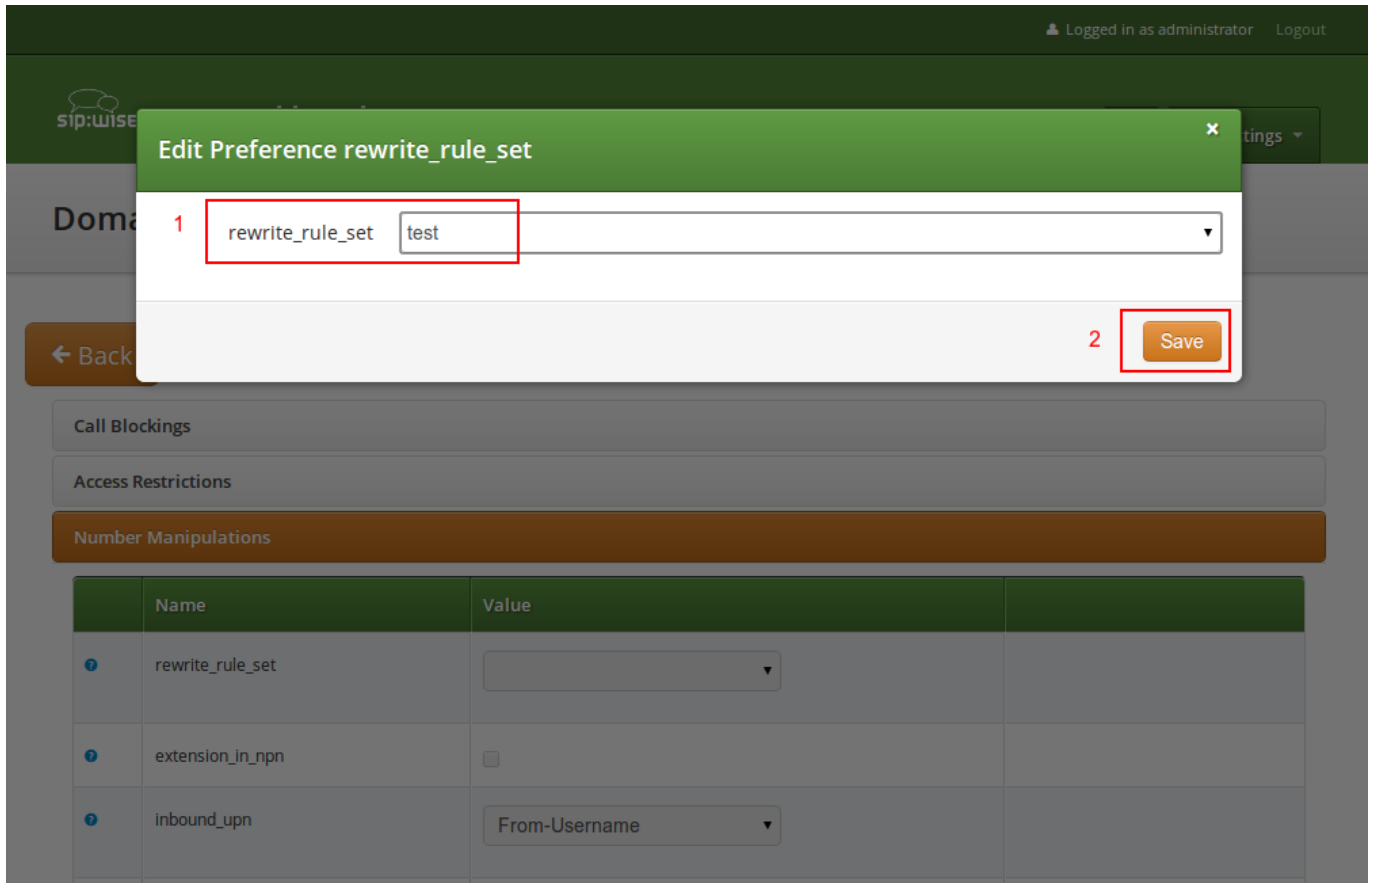 Logged in as administrator Logout
sip:wise
tings
Edit Preference rewrite_rule_set
×
Doma
1
rewrite_rule_set test
2
Save
Back
Call Blockings
Access Restrictions
Number Manipulations
Name Value
rewrite_rule_set
extension_in_npn
inbound_upn From-Username